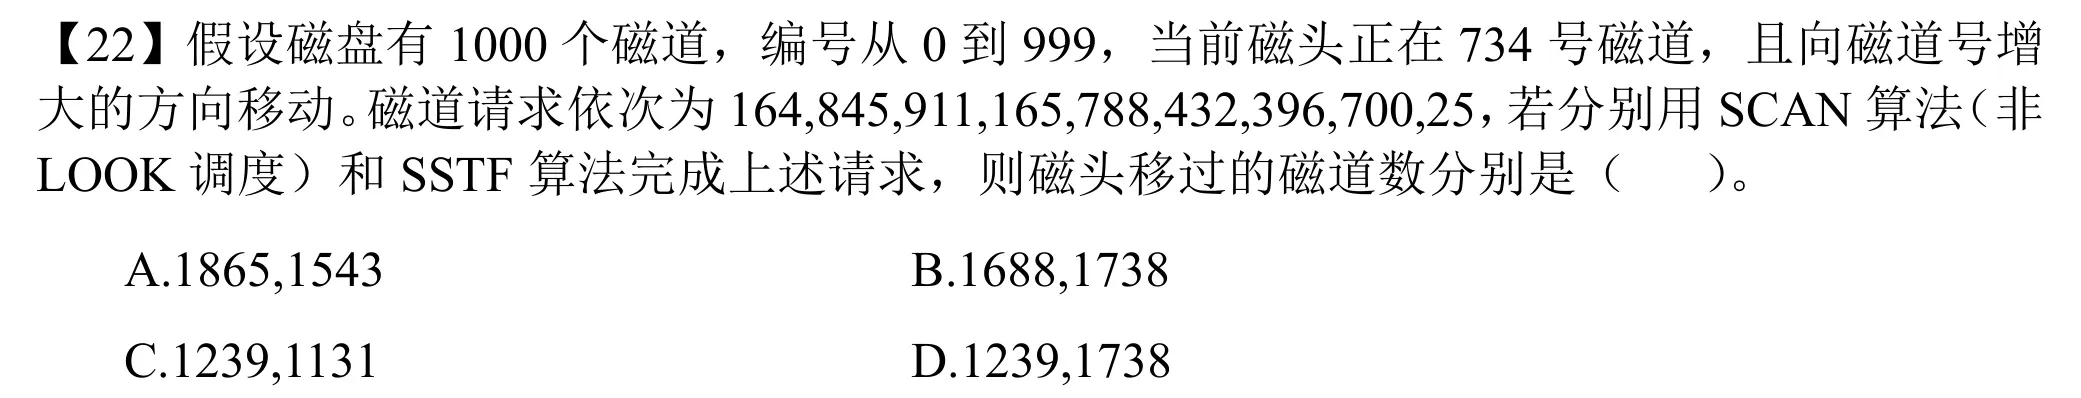 【22】假设磁盘有 1000 个磁道，编号从 0 到 999，当前磁头正在 734 号磁道，且向磁道号增
大的方向移动。磁道请求依次为 164,845,911,165,788,432,396,700,25，若分别用 SCAN 算法（非
LOOK 调度）和 SSTF 算法完成上述请求，则磁头移过的磁道数分别是（    ）。
A.1865,1543 B.1688,1738
C.1239,1131 D.1239,1738